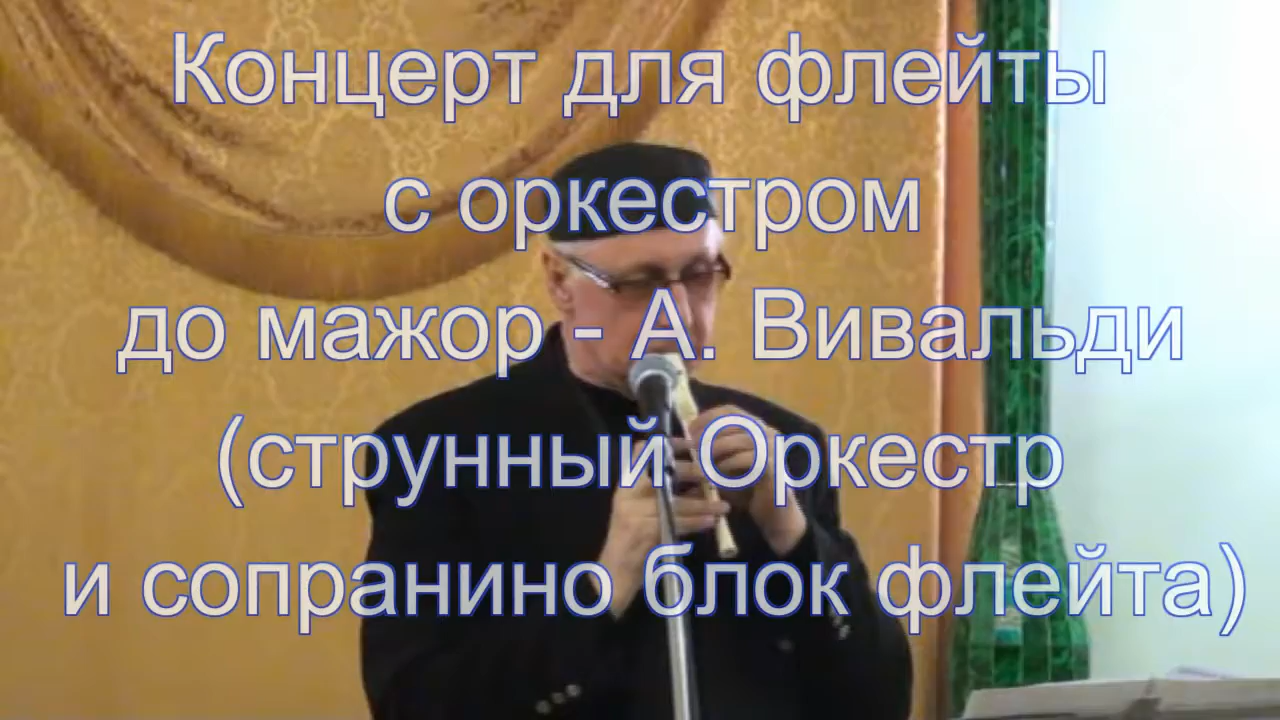 Концерт для флейты
с оркестром
до мажор - А. Вивальди
(струнный Оркестр
и сопранино блок флейта)